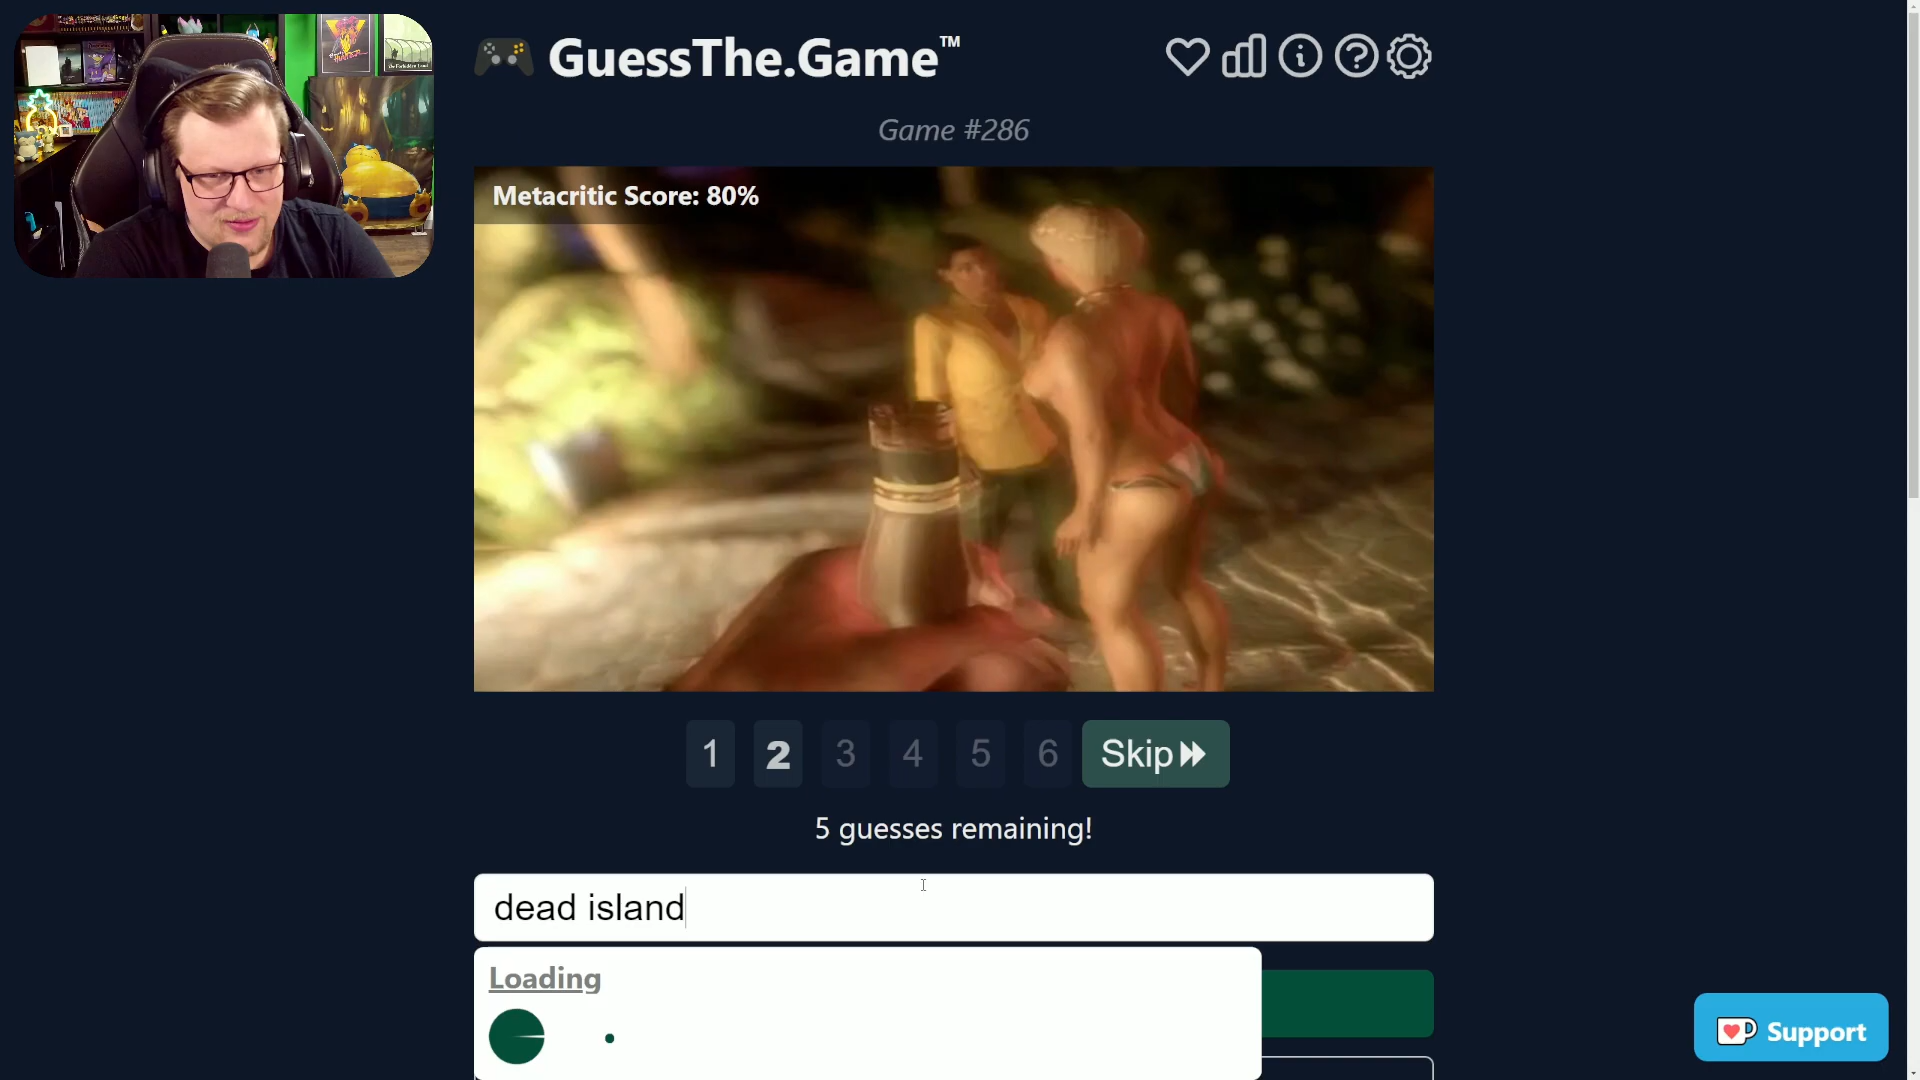 GuessThe.Game™
Game #286
Metacritic Score: 80%
1 2 3 4 5 6 Skip
5 guesses remaining!
dead island
Loading
Support